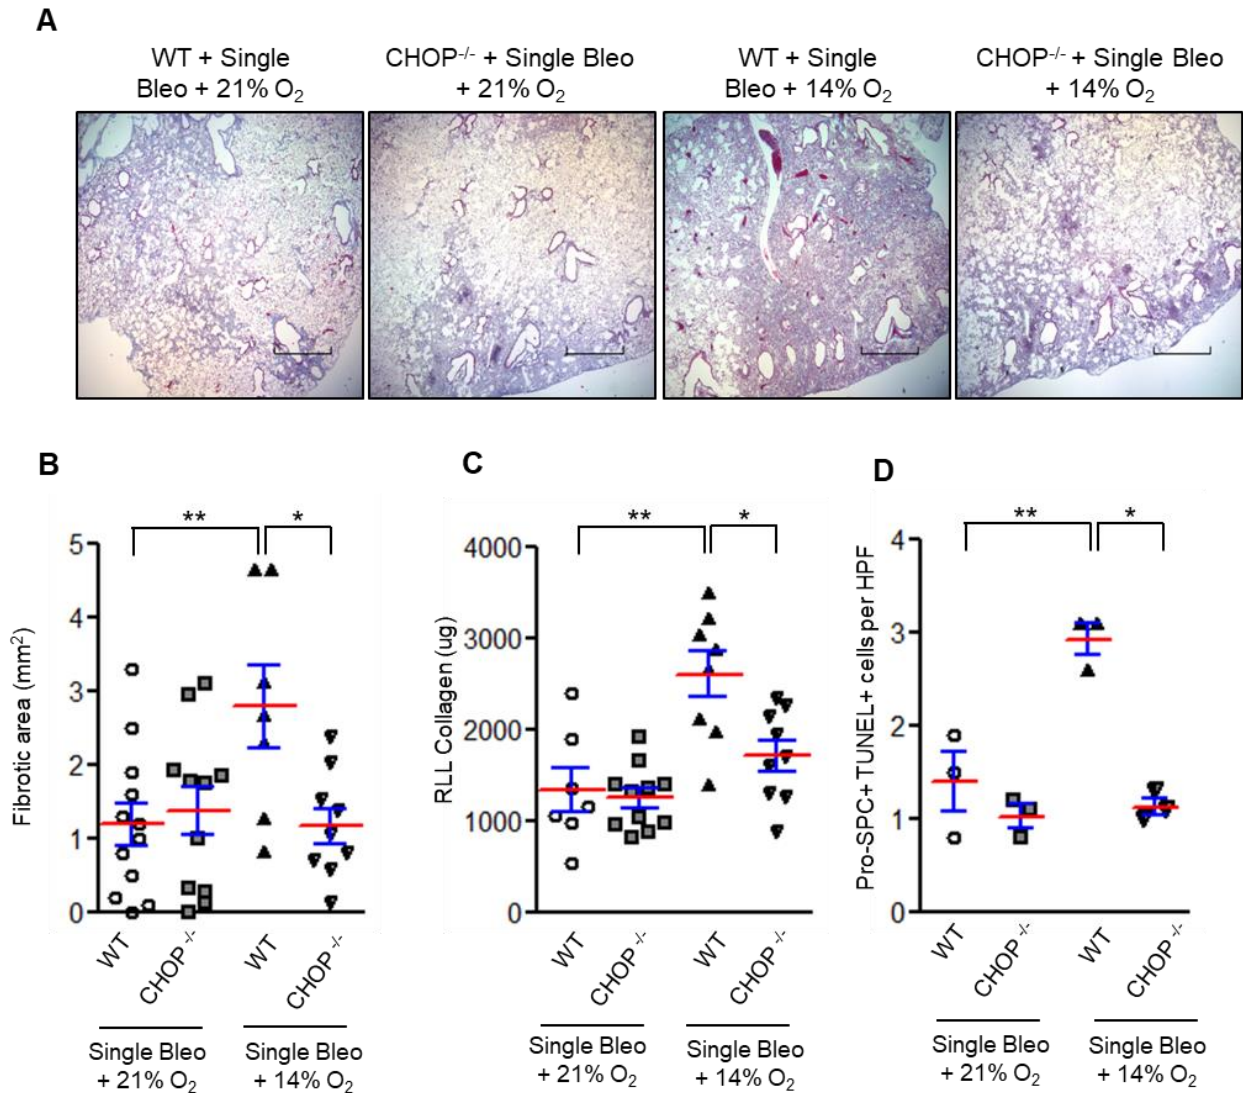 A
WT + Single
Bleo + 21% O₂
CHOP⁻/⁻ + Single Bleo
+ 21% O₂
WT + Single
Bleo + 14% O₂
CHOP⁻/⁻ + Single Bleo
+ 14% O₂
B
Fibrotic area (mm²)
5
4
3
2
1
0
**
*
WT
CHOP⁻/⁻
WT
CHOP⁻/⁻
Single Bleo
+ 21% O₂
Single Bleo
+ 14% O₂
C
RLL Collagen (ug)
4000
3000
2000
1000
0
**
*
WT
CHOP⁻/⁻
WT
CHOP⁻/⁻
Single Bleo
+ 21% O₂
Single Bleo
+ 14% O₂
D
Pro-SPC+ TUNEL+ cells per HPF
4
3
2
1
0
**
*
WT
CHOP⁻/⁻
WT
CHOP⁻/⁻
Single Bleo
+ 21% O₂
Single Bleo
+ 14% O₂